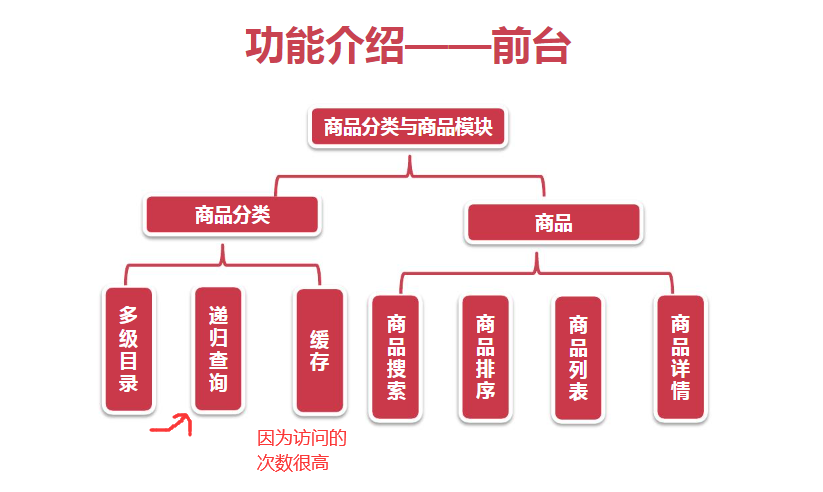 功能介绍——前台
商品分类与商品模块
商品分类
商品
多级目录
递归查询
缓存
商品搜索
商品排序
商品列表
商品详情
因为访问的
次数很高